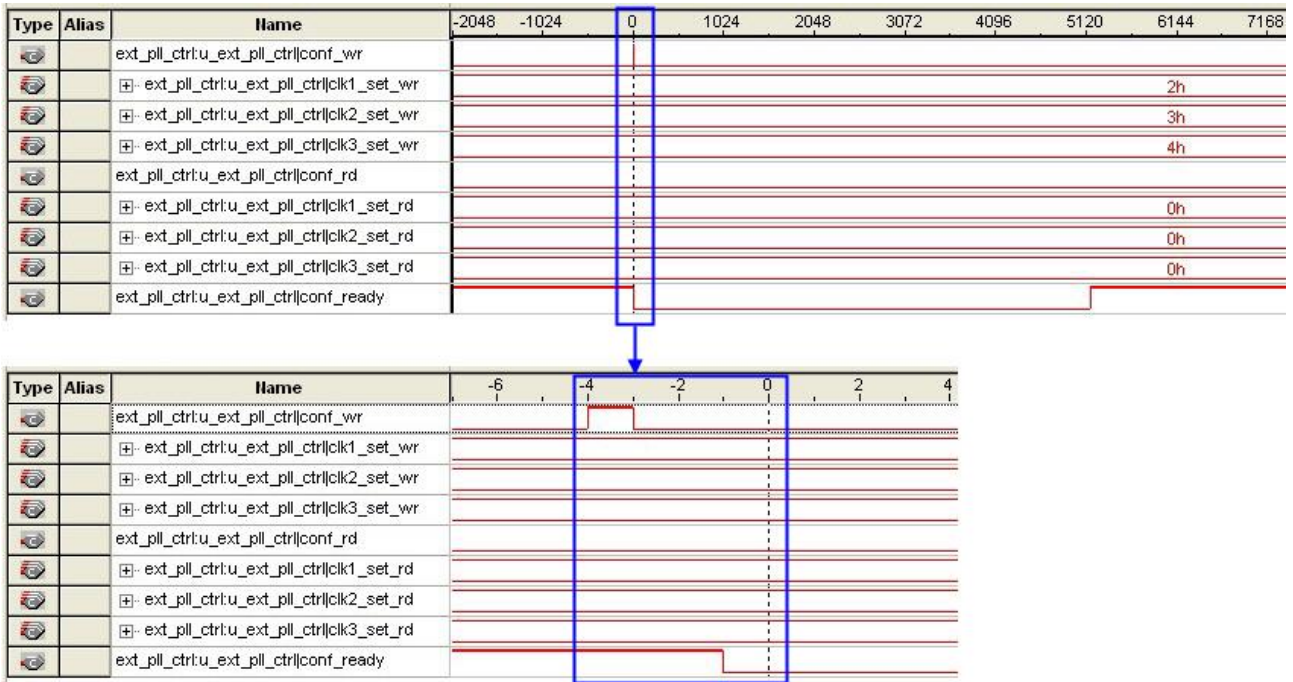 Type Alias Name -2048 -1024 0 1024 2048 3072 4096 5120 6144 7168
ext_pll_ctrl:u_ext_pll_ctrl|conf_wr
ext_pll_ctrl:u_ext_pll_ctrl|clk1_set_wr 2h
ext_pll_ctrl:u_ext_pll_ctrl|clk2_set_wr 3h
ext_pll_ctrl:u_ext_pll_ctrl|clk3_set_wr 4h
ext_pll_ctrl:u_ext_pll_ctrl|conf_rd
ext_pll_ctrl:u_ext_pll_ctrl|clk1_set_rd 0h
ext_pll_ctrl:u_ext_pll_ctrl|clk2_set_rd 0h
ext_pll_ctrl:u_ext_pll_ctrl|clk3_set_rd 0h
ext_pll_ctrl:u_ext_pll_ctrl|conf_ready
Type Alias Name -6 -4 -2 0 2 4
ext_pll_ctrl:u_ext_pll_ctrl|conf_wr
ext_pll_ctrl:u_ext_pll_ctrl|clk1_set_wr
ext_pll_ctrl:u_ext_pll_ctrl|clk2_set_wr
ext_pll_ctrl:u_ext_pll_ctrl|clk3_set_wr
ext_pll_ctrl:u_ext_pll_ctrl|conf_rd
ext_pll_ctrl:u_ext_pll_ctrl|clk1_set_rd
ext_pll_ctrl:u_ext_pll_ctrl|clk2_set_rd
ext_pll_ctrl:u_ext_pll_ctrl|clk3_set_rd
ext_pll_ctrl:u_ext_pll_ctrl|conf_ready